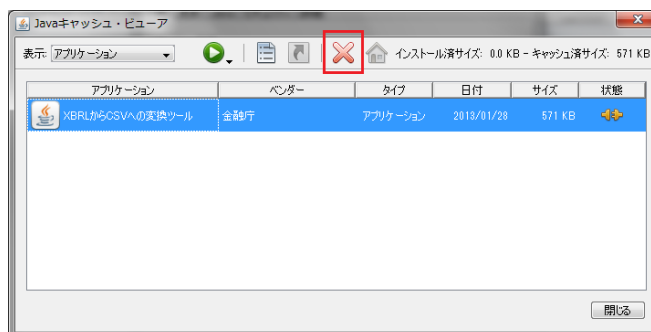 Javaキャッシュ・ビューア
表示: アプリケーション インストール済サイズ: 0.0 KB - キャッシュ済サイズ: 571 KB
アプリケーション ベンダー タイプ 日付 サイズ 状態
XBRLからCSVへの変換ツール 金融庁 アプリケーション 2013/01/28 571 KB
閉じる